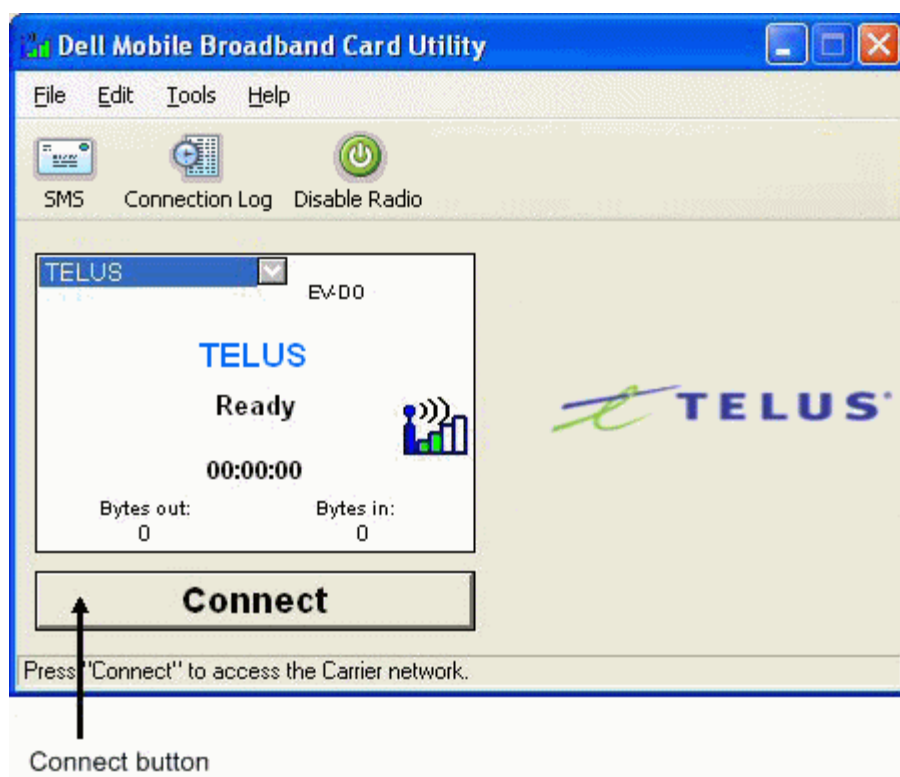 Dell Mobile Broadband Card Utility
File Edit Tools Help
SMS Connection Log Disable Radio
TELUS
EV-DO
TELUS
Ready
00:00:00
Bytes out: Bytes in:
0 0
TELUS
Connect
Press "Connect" to access the Carrier network.
Connect button